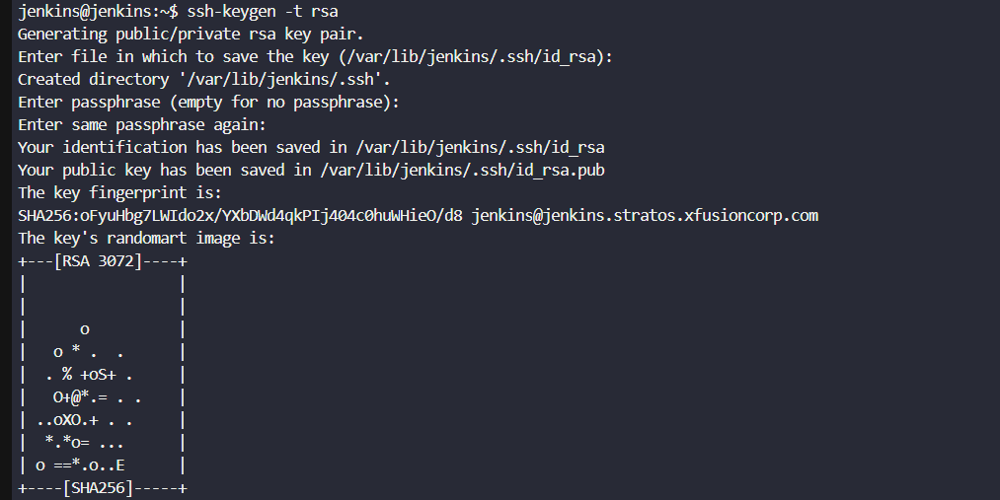 jenkins@jenkins:~$ ssh-keygen -t rsa
Generating public/private rsa key pair.
Enter file in which to save the key (/var/lib/jenkins/.ssh/id_rsa):
Created directory '/var/lib/jenkins/.ssh'.
Enter passphrase (empty for no passphrase):
Enter same passphrase again:
Your identification has been saved in /var/lib/jenkins/.ssh/id_rsa
Your public key has been saved in /var/lib/jenkins/.ssh/id_rsa.pub
The key fingerprint is:
SHA256:oFyuHbg7LWIdo2x/YXbDWd4qkPIj404c0huWHieO/d8 jenkins@jenkins.stratos.xfusioncorp.com
The key's randomart image is:
+---[RSA 3072]----+
|                 |
|                 |
|      o          |
|   o * .  .      |
|  . % +oS+ .     |
|   O+@*.= . .    |
| ..oXO.+ . .     |
|  *.*o= ...      |
| o ==*.o..E      |
+----[SHA256]-----+